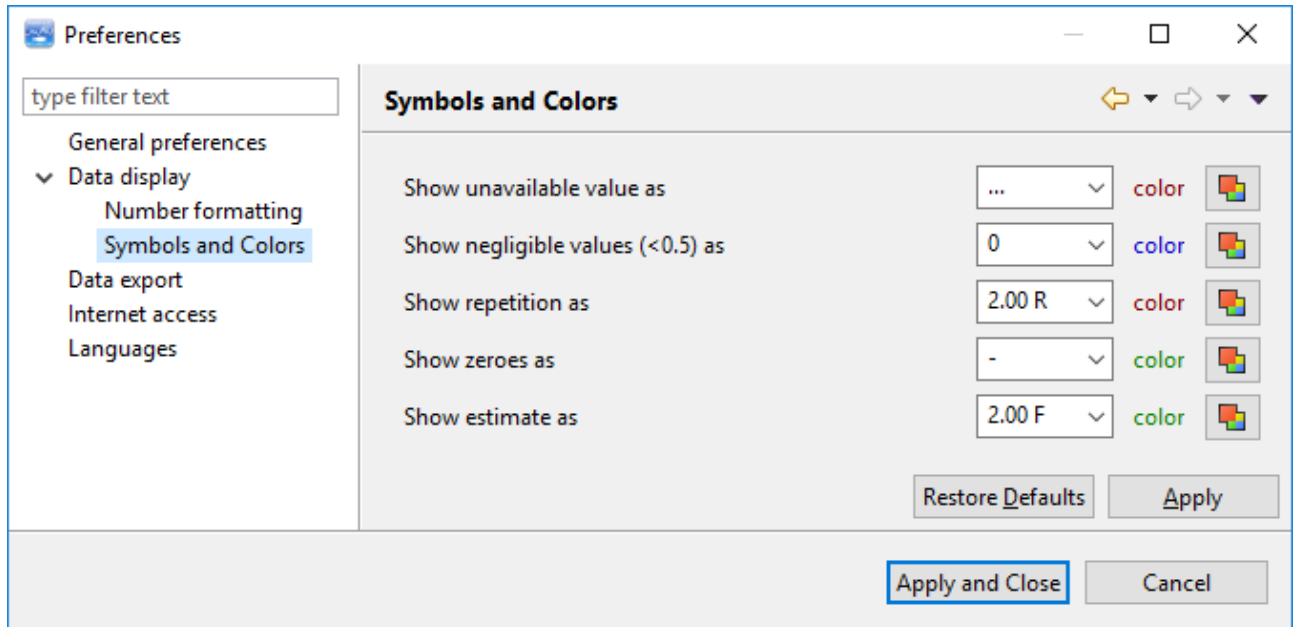 Preferences
type filter text
General preferences
Data display
Number formatting
Symbols and Colors
Data export
Internet access
Languages
Symbols and Colors
Show unavailable value as ... color
Show negligible values (<0.5) as 0 color
Show repetition as 2.00 R color
Show zeroes as - color
Show estimate as 2.00 F color
Restore Defaults Apply
Apply and Close Cancel